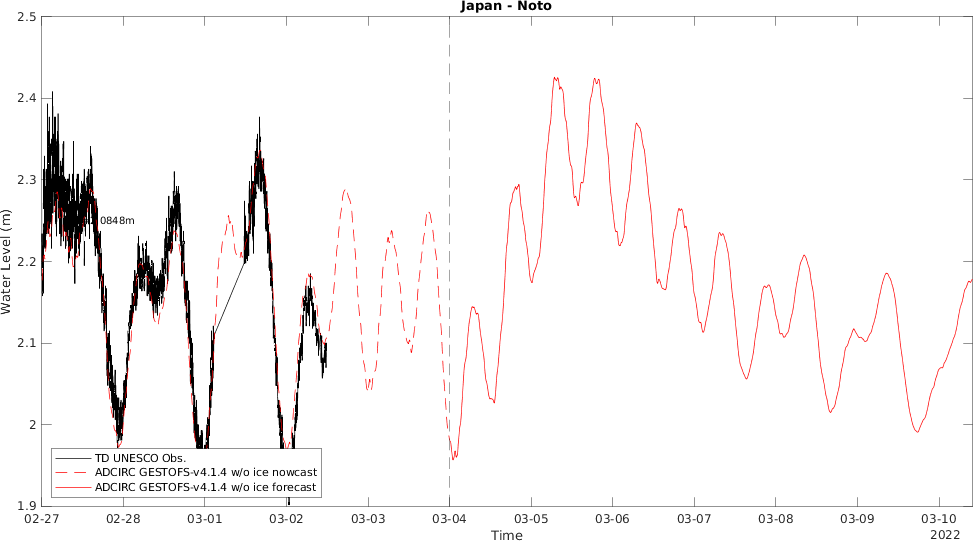 Japan - Noto
Water Level (m)
2.5
2.4
2.3
2.2
2.1
2
1.9
0848m
TD UNESCO Obs.
ADCIRC GESTOFS-v4.1.4 w/o ice nowcast
ADCIRC GESTOFS-v4.1.4 w/o ice forecast
02-27 02-28 03-01 03-02 03-03 03-04 03-05 03-06 03-07 03-08 03-09 03-10
Time
2022